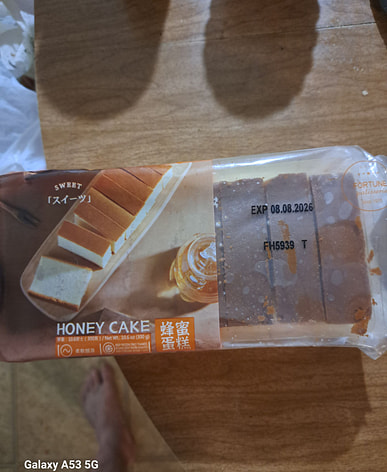 SWEET
「スイーツ」
EXP 08.08.2026
FH5939 T
FORTUNE
HONEY CAKE
蜂蜜
蛋糕
Galaxy A53 5G